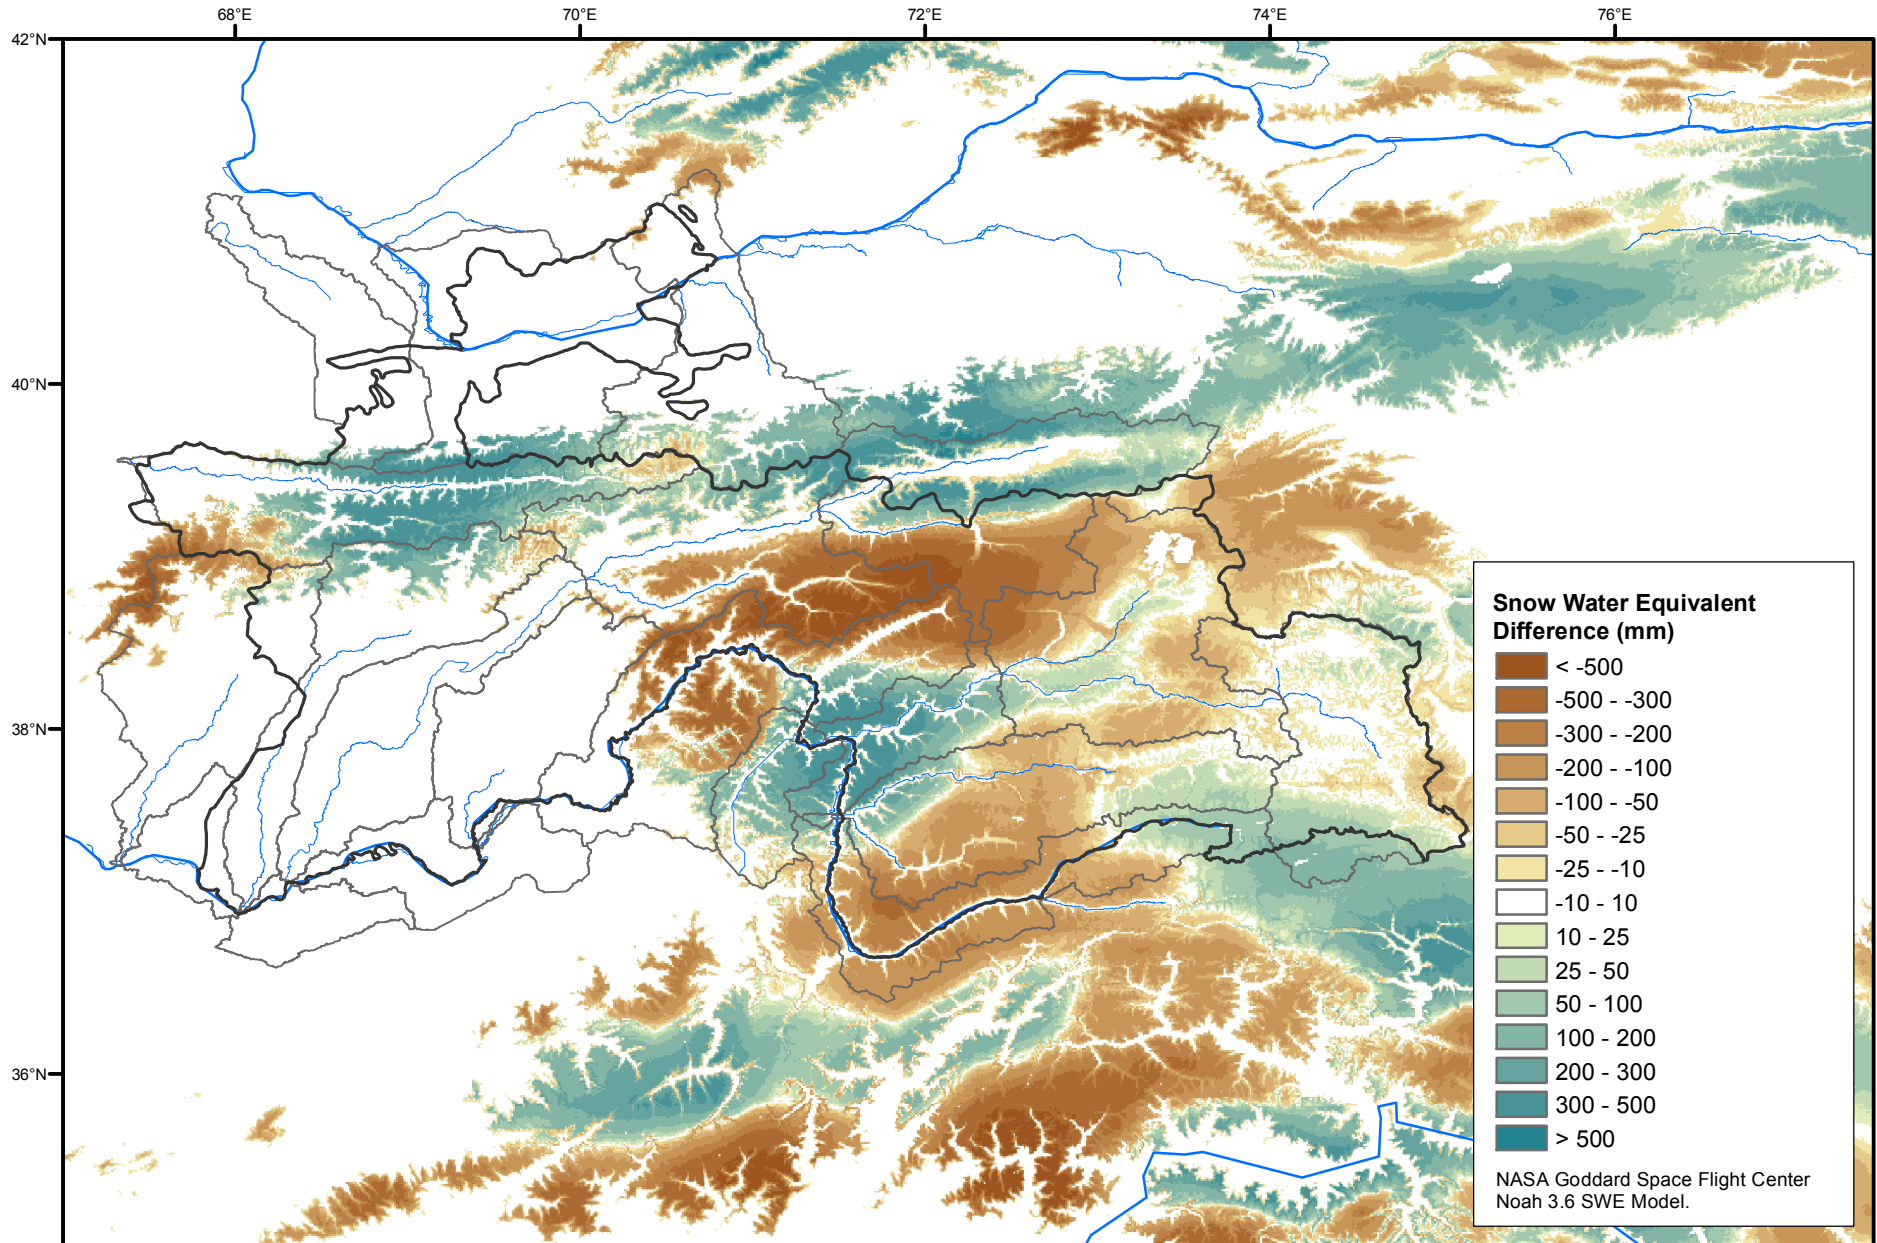 68°E
70°E
72°E
74°E
76°E
42°N
40°N
38°N
36°N
Snow Water Equivalent
Difference (mm)
< -500
-500 - -300
-300 - -200
-200 - -100
-100 - -50
-50 - -25
-25 - -10
-10 - 10
10 - 25
25 - 50
50 - 100
100 - 200
200 - 300
300 - 500
> 500
NASA Goddard Space Flight Center
Noah 3.6 SWE Model.